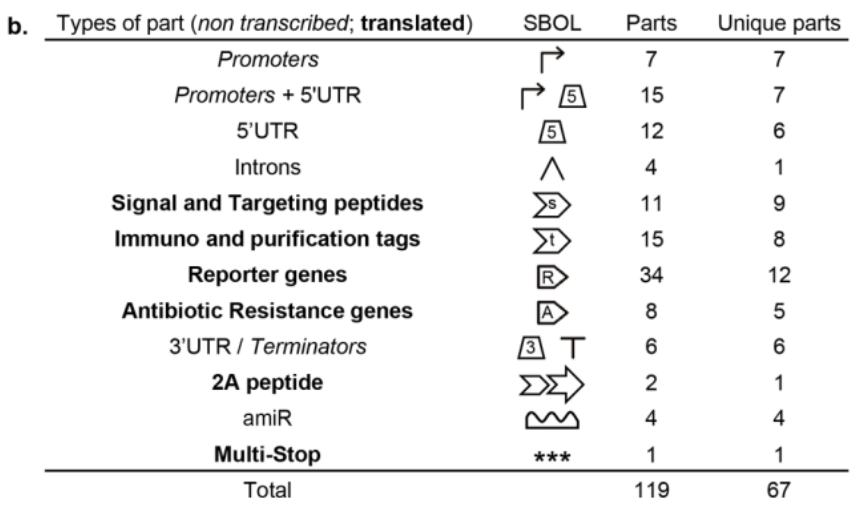 b. Types of part (non transcribed; translated) SBOL Parts Unique parts
Promoters 7 7
Promoters + 5'UTR 5 15 7
5'UTR 5 12 6
Introns 4 1
Signal and Targeting peptides s 11 9
Immuno and purification tags t 15 8
Reporter genes R 34 12
Antibiotic Resistance genes A 8 5
3'UTR / Terminators 3 6 6
2A peptide 2 1
amiR 4 4
Multi-Stop *** 1 1
Total 119 67